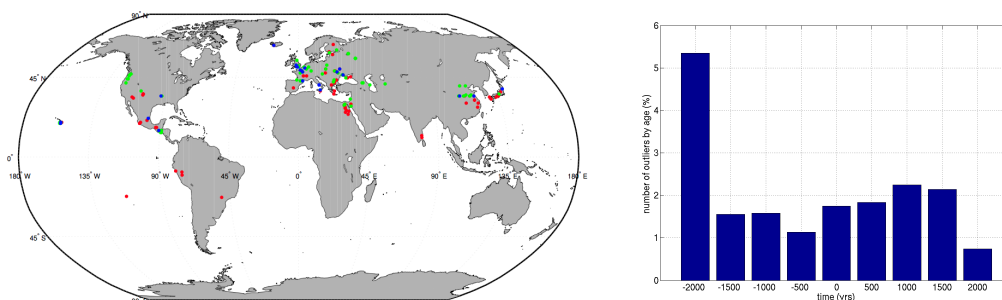 90° N
45° N
0°
180° W 135° W 90° W 45° W 0° 45° E 90° E 135° E 180° E
45° S
number of outliers by age (%)
6
5
4
3
2
1
0
-2000 -1500 -1000 -500 0 500 1000 1500 2000
time (yrs)